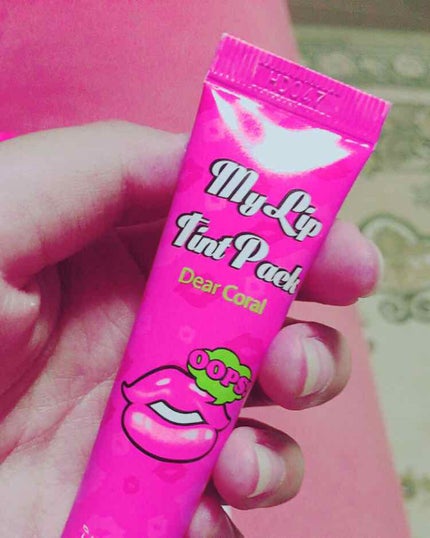 My Lip
Tint Pack
Dear Coral
OOPS!